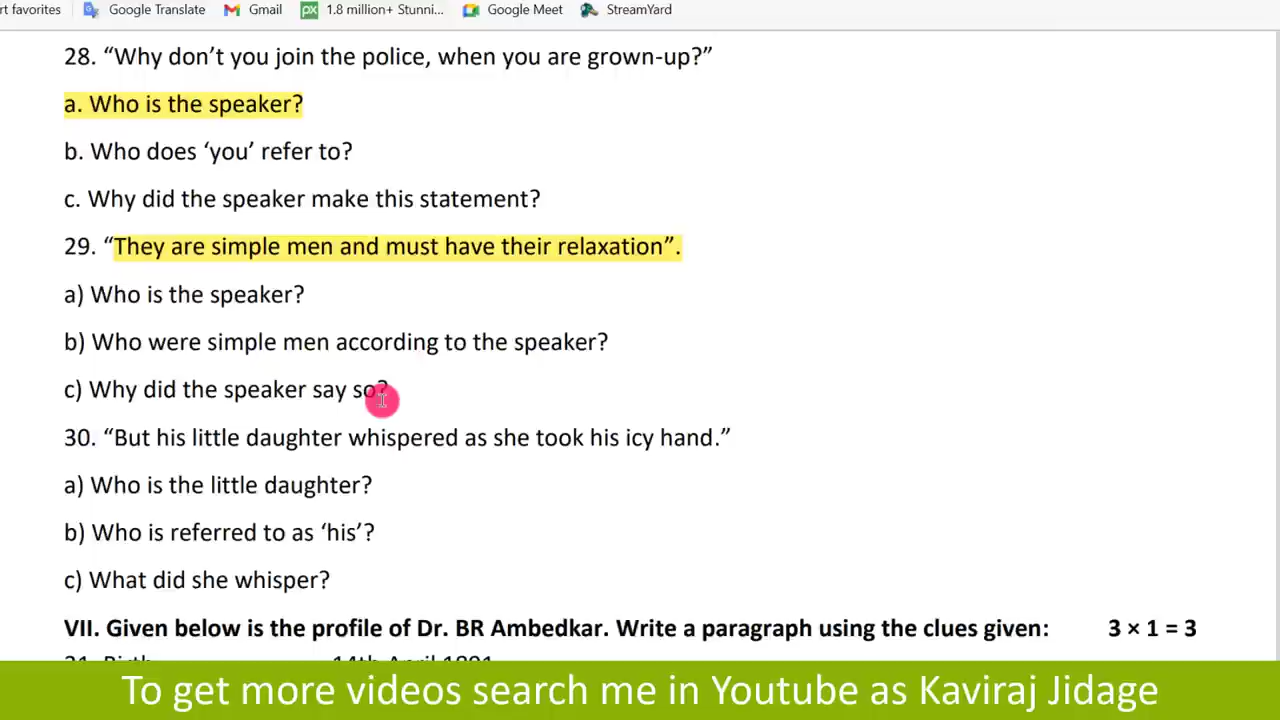 rt favorites Google Translate Gmail 1.8 million+ Stunni... Google Meet StreamYard
28. “Why don’t you join the police, when you are grown-up?”
a. Who is the speaker?
b. Who does ‘you’ refer to?
c. Why did the speaker make this statement?
29. “They are simple men and must have their relaxation”.
a) Who is the speaker?
b) Who were simple men according to the speaker?
c) Why did the speaker say so?
30. “But his little daughter whispered as she took his icy hand.”
a) Who is the little daughter?
b) Who is referred to as ‘his’?
c) What did she whisper?
VII. Given below is the profile of Dr. BR Ambedkar. Write a paragraph using the clues given: 3 × 1 = 3
31. Birth 14th April 1891
To get more videos search me in Youtube as Kaviraj Jidage